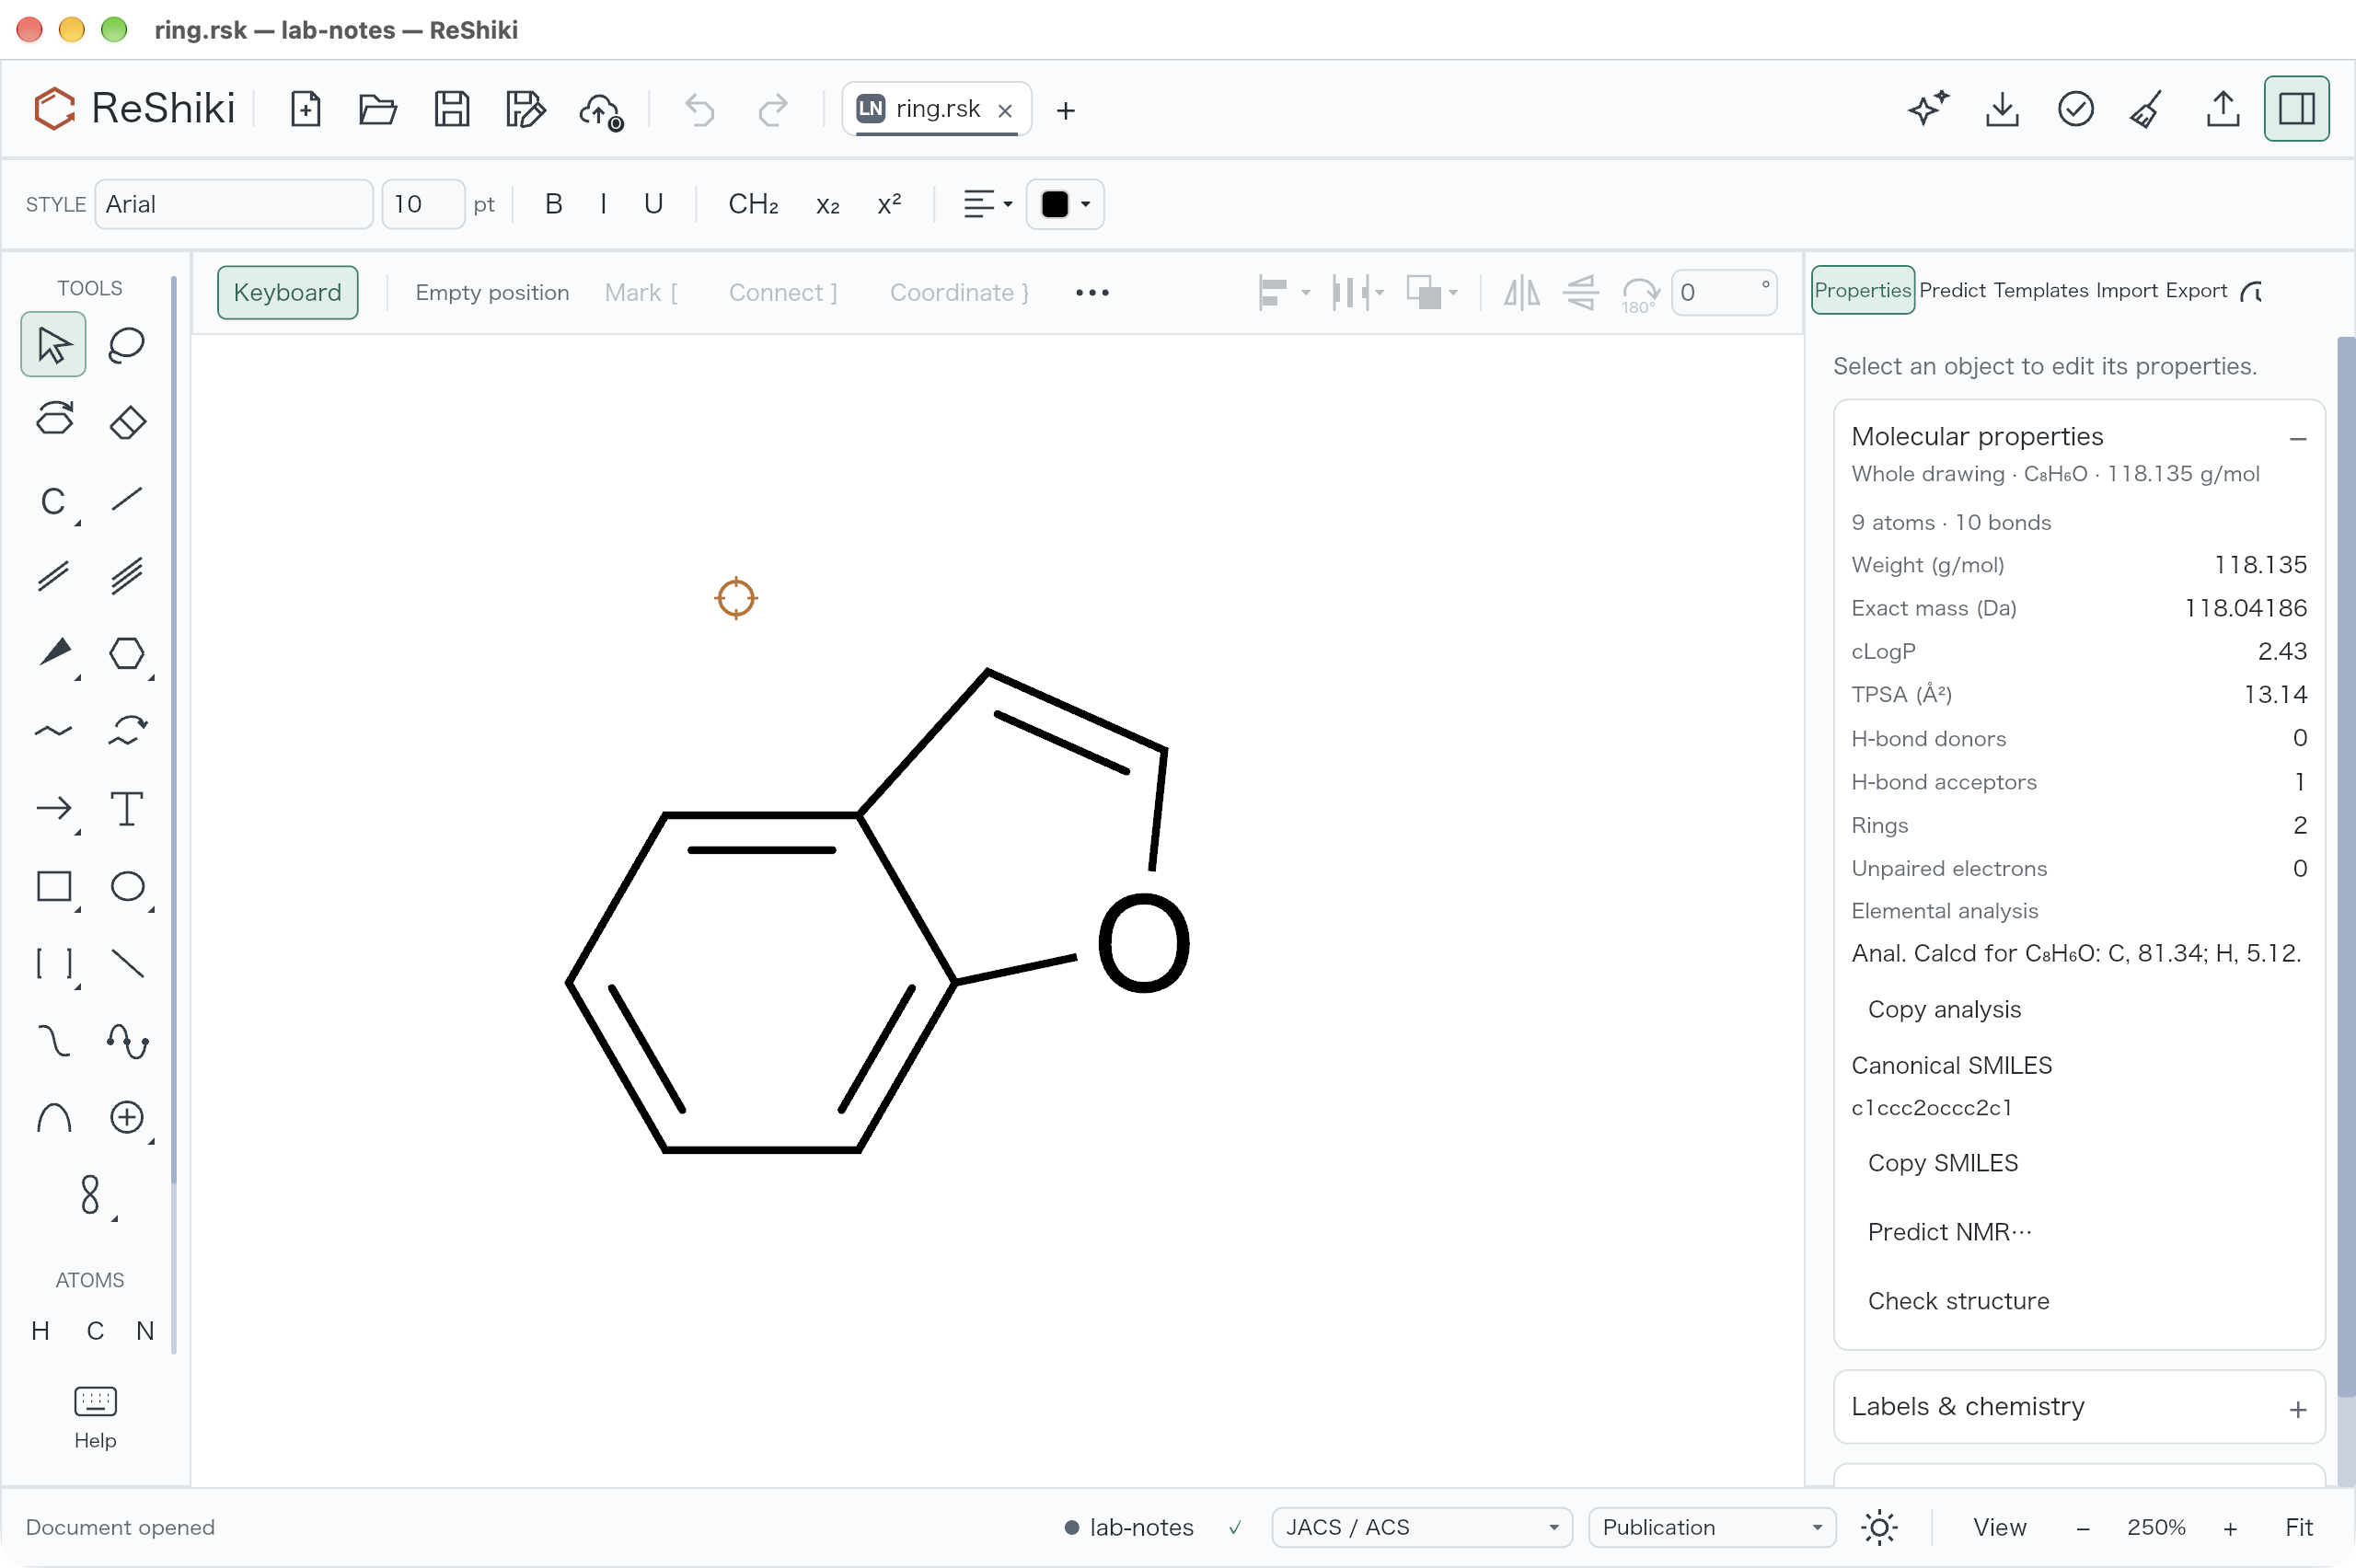 ring.rsk — lab-notes — ReShiki
ReShiki
LN ring.rsk × +
STYLE Arial 10 pt B I U CH₂ x₂ x²
TOOLS
Keyboard Empty position Mark [ Connect ] Coordinate } ••• 180° 0 °
Properties Predict Templates Import Export
Select an object to edit its properties.
Molecular properties –
Whole drawing · C₈H₆O · 118.135 g/mol
9 atoms · 10 bonds
Weight (g/mol) 118.135
Exact mass (Da) 118.04186
cLogP 2.43
TPSA (Å²) 13.14
H-bond donors 0
H-bond acceptors 1
Rings 2
Unpaired electrons 0
Elemental analysis
Anal. Calcd for C₈H₆O: C, 81.34; H, 5.12.
Copy analysis
Canonical SMILES
c1ccc2occc2c1
Copy SMILES
Predict NMR···
Check structure
Labels & chemistry +
C
T
[ ]
ATOMS
H C N
Help
O
Document opened
lab-notes ✓ JACS / ACS Publication View − 250% + Fit